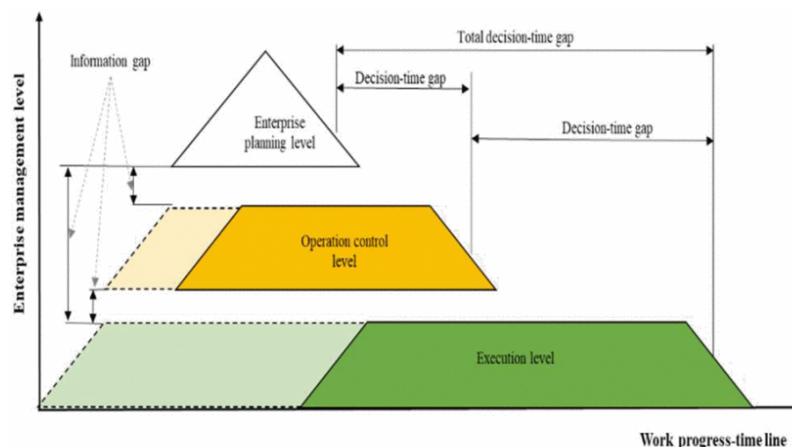 Total decision-time gap
Information gap
Decision-time gap
Enterprise
planning level
Decision-time gap
Operation control
level
Execution level
Enterprise management level
Work progress-time line